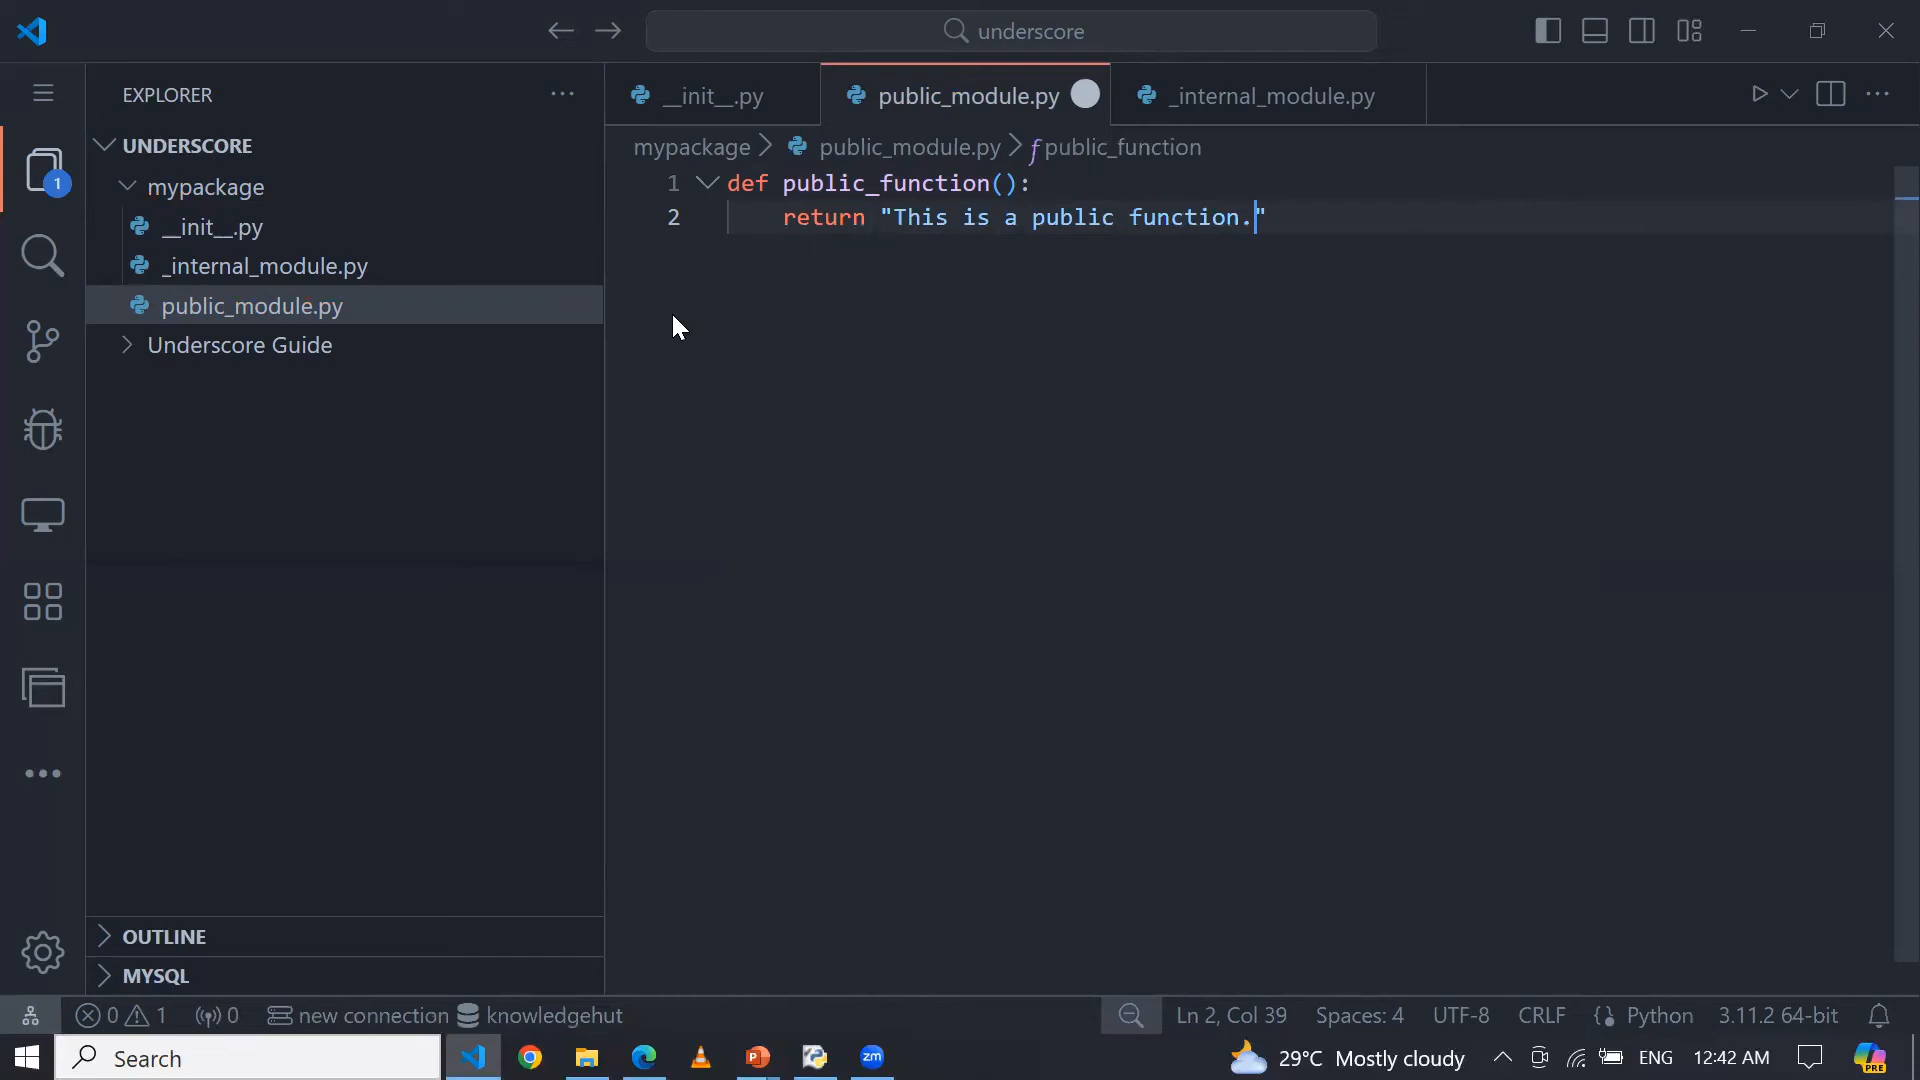 underscore
EXPLORER
UNDERSCORE
mypackage
__init__.py
_internal_module.py
public_module.py
Underscore Guide
OUTLINE
MYSQL
1
__init__.py
public_module.py
_internal_module.py
mypackage > public_module.py > public_function
1 def public_function():
2 return "This is a public function."
0 1 0 new connection knowledgehut
Ln 2, Col 39 Spaces: 4 UTF-8 CRLF Python 3.11.2 64-bit
Search
zm
29°C Mostly cloudy
ENG
12:42 AM
PRE